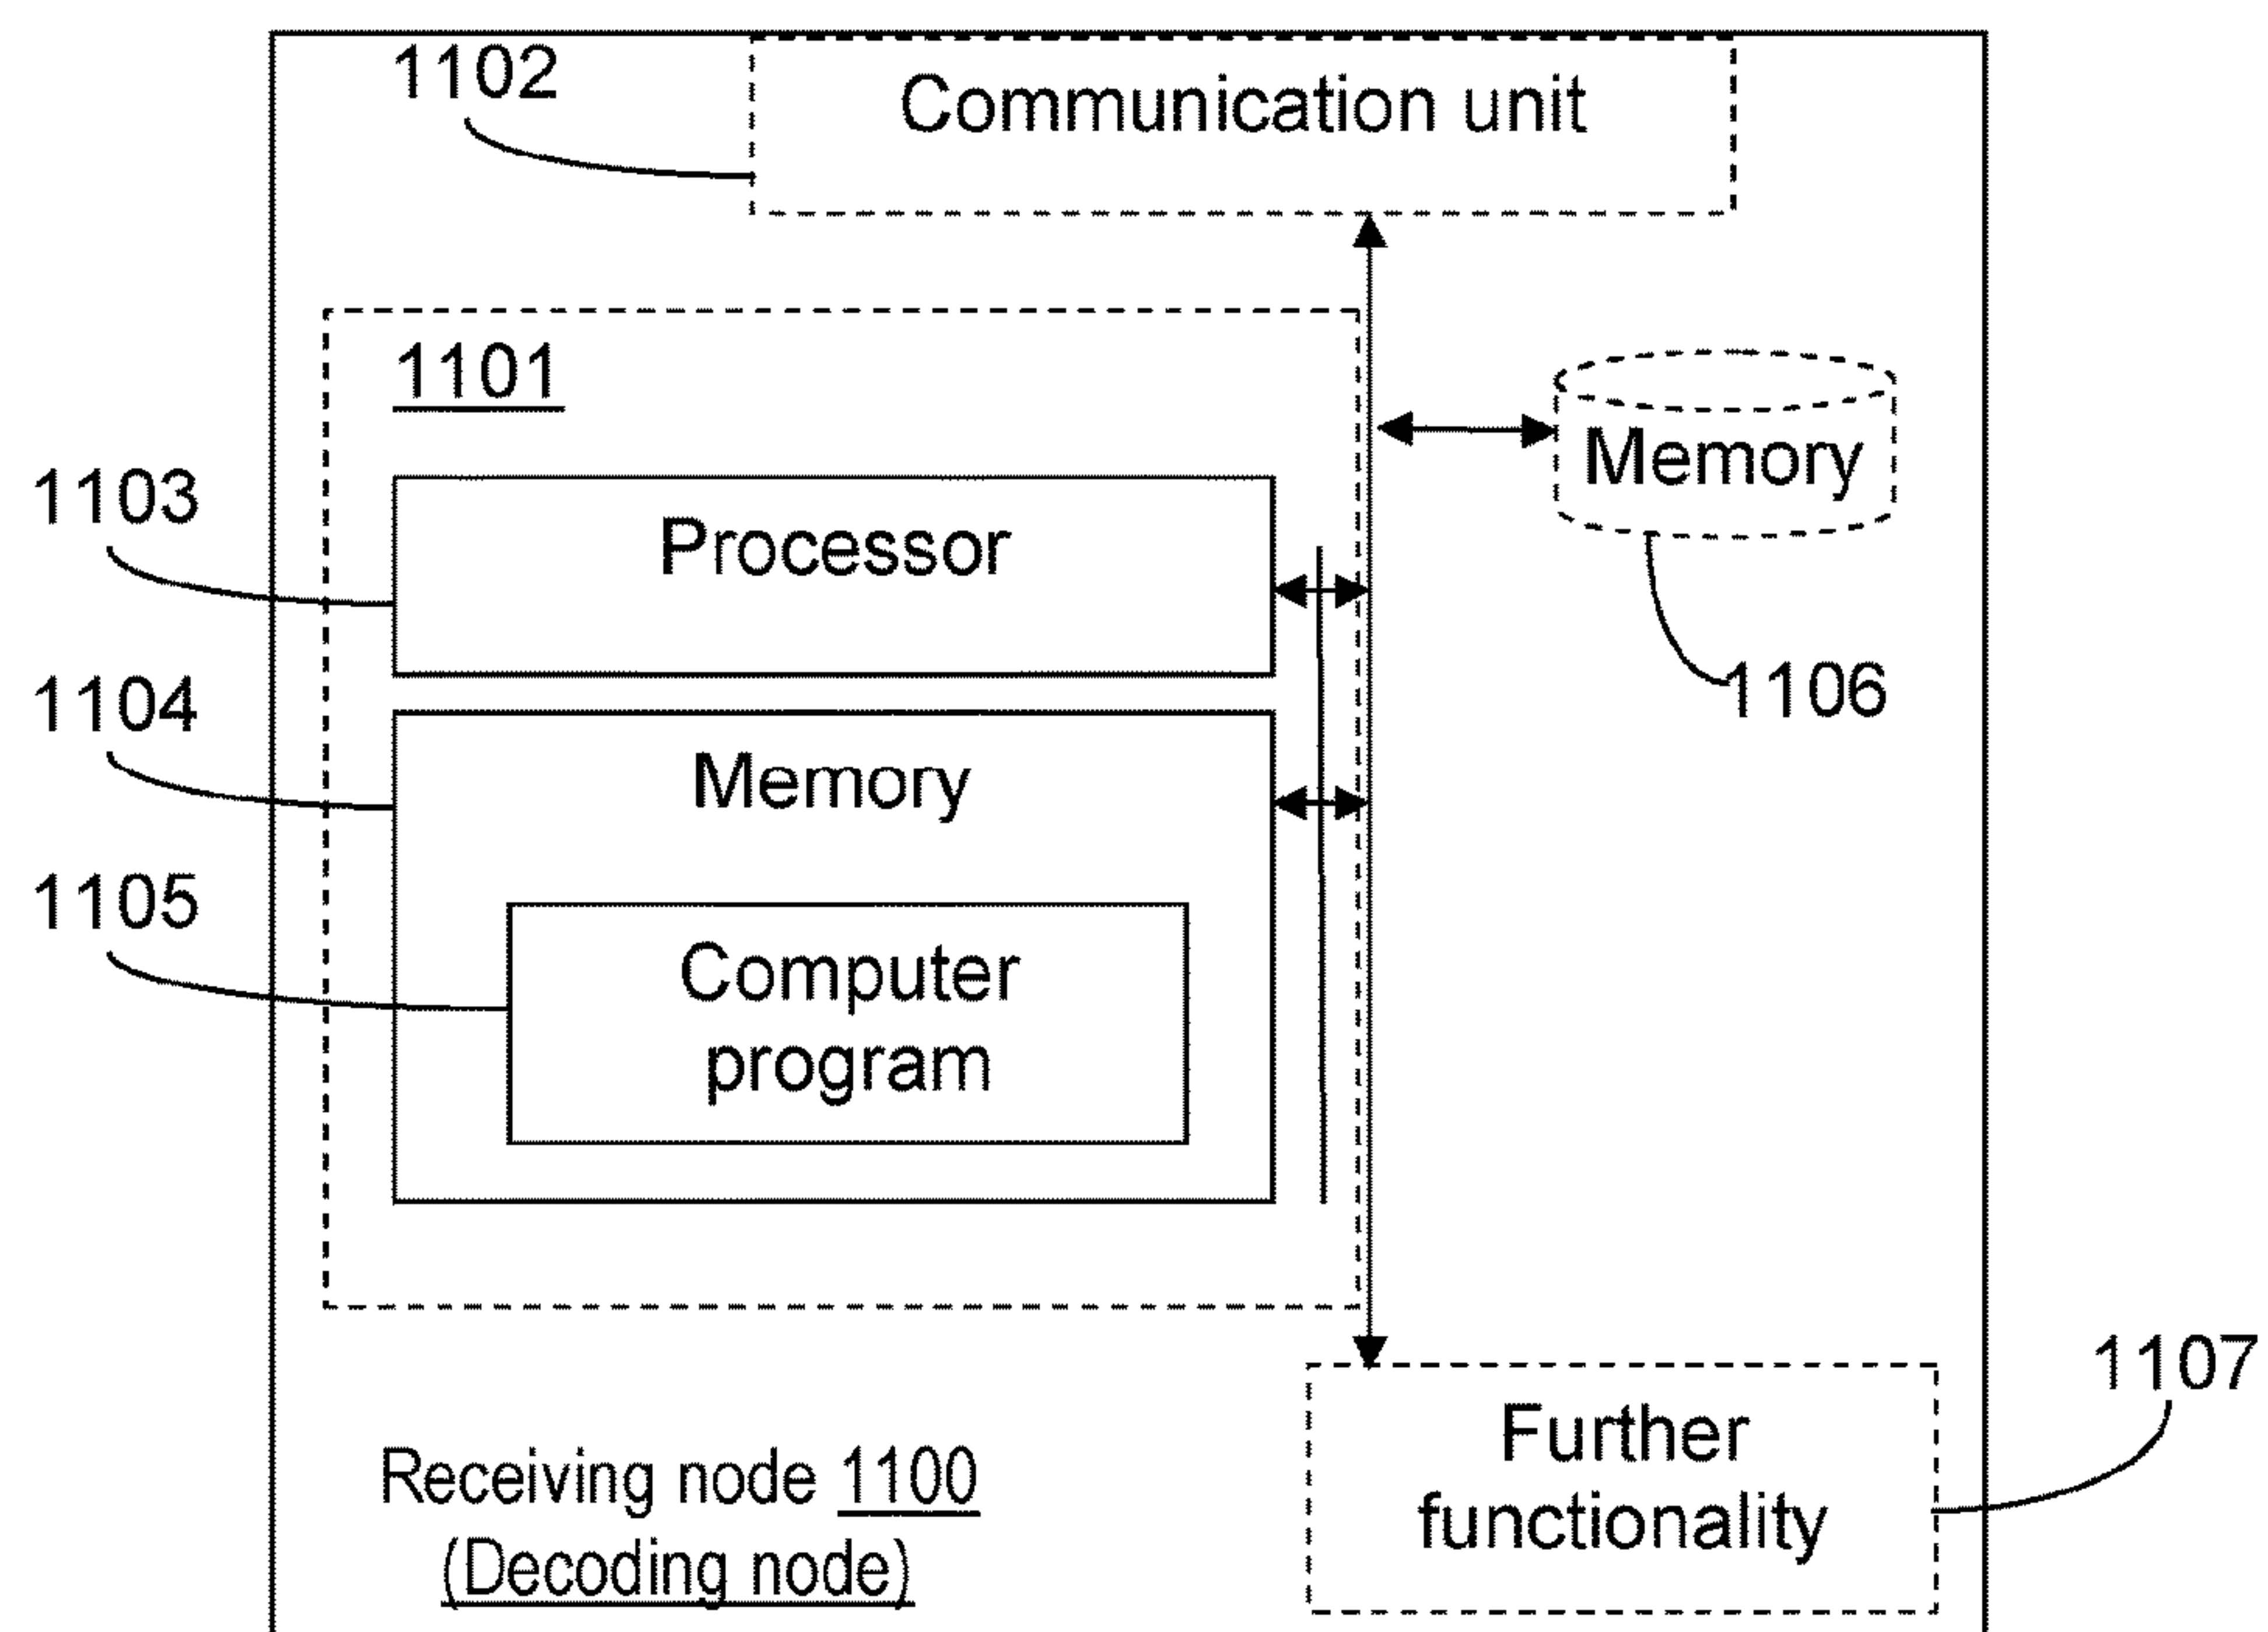 1102
Communication unit
1101
1103
Processor
Memory
1106
1104
Memory
1105
Computer
program
1107
Further
functionality
Receiving node 1100
(Decoding node)